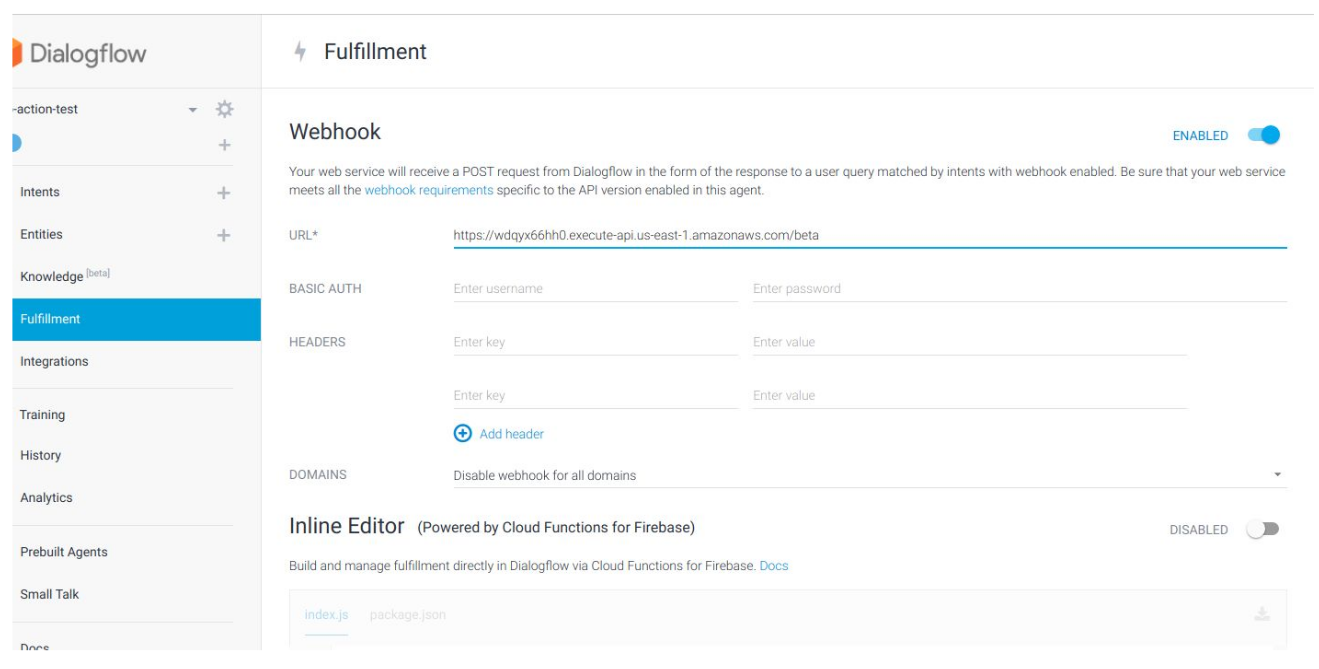 Dialogflow
Fulfillment
-action-test
Webhook
ENABLED
Your web service will receive a POST request from Dialogflow in the form of the response to a user query matched by intents with webhook enabled. Be sure that your web service
meets all the webhook requirements specific to the API version enabled in this agent.
Intents
Entities
Knowledge [beta]
Fulfillment
Integrations
Training
History
Analytics
Prebuilt Agents
Small Talk
Docs
URL*
https://wdqyx66hh0.execute-api.us-east-1.amazonaws.com/beta
BASIC AUTH
Enter username
Enter password
HEADERS
Enter key
Enter value
Enter key
Enter value
Add header
DOMAINS
Disable webhook for all domains
Inline Editor (Powered by Cloud Functions for Firebase)
DISABLED
Build and manage fulfillment directly in Dialogflow via Cloud Functions for Firebase. Docs
index.js
package.json